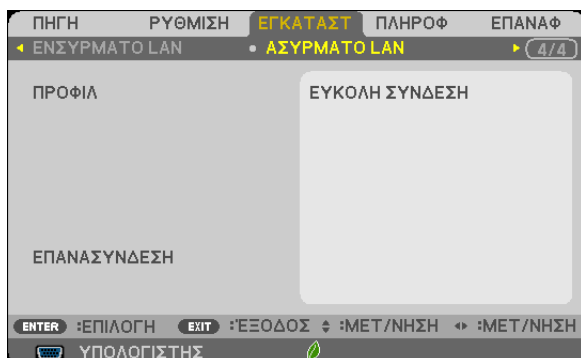 ΠΗΓΗ ΡΥΘΜΙΣΗ ΕΓΚΑΤΑΣΤ ΠΛΗΡΟΦ ΕΠΑΝΑΦ
ΕΝΣΥΡΜΑΤΟ LAN • ΑΣΥΡΜΑΤΟ LAN 4/4
ΠΡΟΦΙΛ ΕΥΚΟΛΗ ΣΥΝΔΕΣΗ
ΕΠΑΝΑΣΥΝΔΕΣΗ
ENTER :ΕΠΙΛΟΓΗ EXIT :ΈΞΟΔΟΣ :ΜΕΤ/ΝΗΣΗ :ΜΕΤ/ΝΗΣΗ
ΥΠΟΛΟΓΙΣΤΗΣ